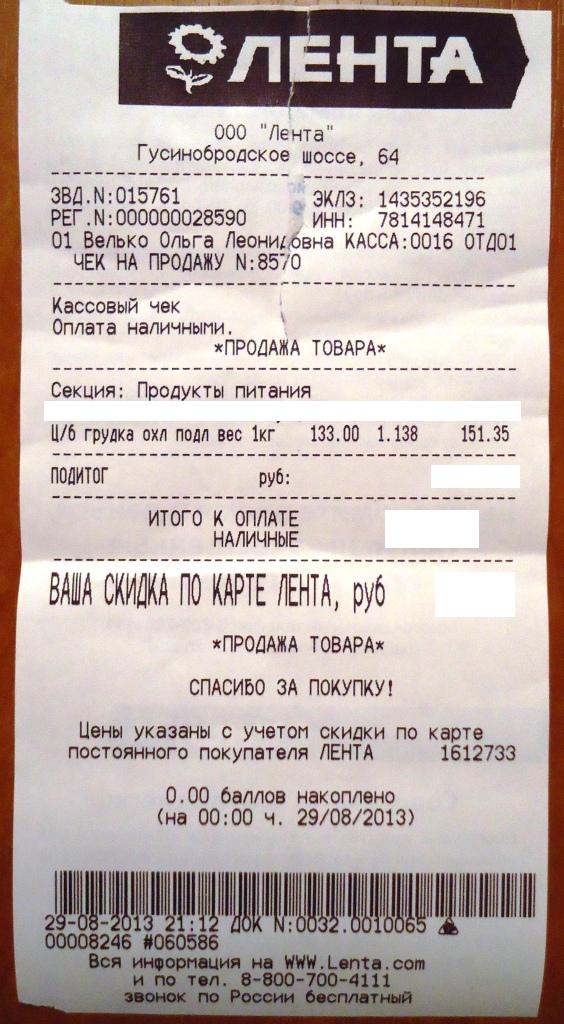 ЛЕНТА
ООО "Лента"
Гусинобродское шоссе, 64
ЗВД.N:015761 ЭКЛЗ: 1435352196
РЕГ.N:000000028590 ИНН: 7814148471
01 Велько Ольга Леонидовна КАССА:0016 ОТД01
ЧЕК НА ПРОДАЖУ N:8570
Кассовый чек
Оплата наличными.
*ПРОДАЖА ТОВАРА*
Секция: Продукты питания
Ц/б грудка охл подл вес 1кг 133.00 1.138 151.35
ПОДИТОГ руб:
ИТОГО К ОПЛАТЕ
НАЛИЧНЫЕ
ВАША СКИДКА ПО КАРТЕ ЛЕНТА, руб
*ПРОДАЖА ТОВАРА*
СПАСИБО ЗА ПОКУПКУ!
Цены указаны с учетом скидки по карте
постоянного покупателя ЛЕНТА 1612733
0.00 баллов накоплено
(на 00:00 ч. 29/08/2013)
29-08-2013 21:12 ДОК N:0032.0010065
00008246 #060586
Вся информация на WWW.Lenta.com
и по тел. 8-800-700-4111
звонок по России бесплатный